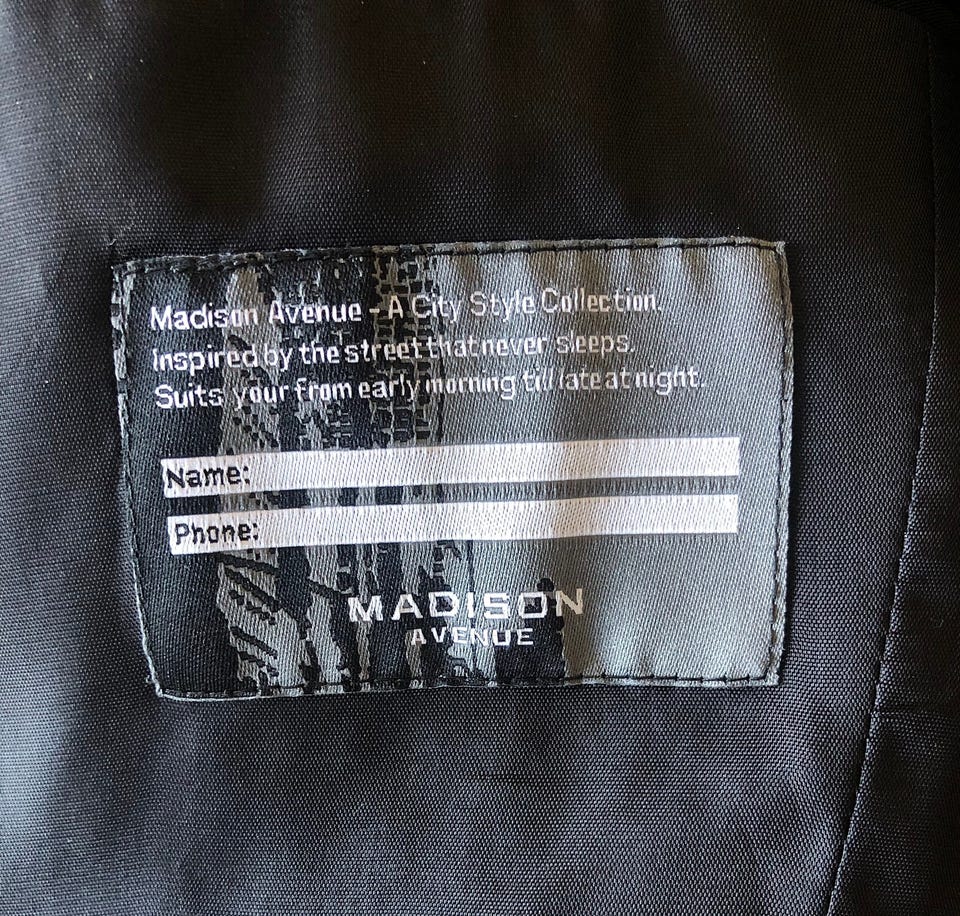 Madison Avenue - A City Style Collection.
Inspired by the street that never sleeps.
Suits your from early morning till late at night.
Name:
Phone:
MADISON
AVENUE